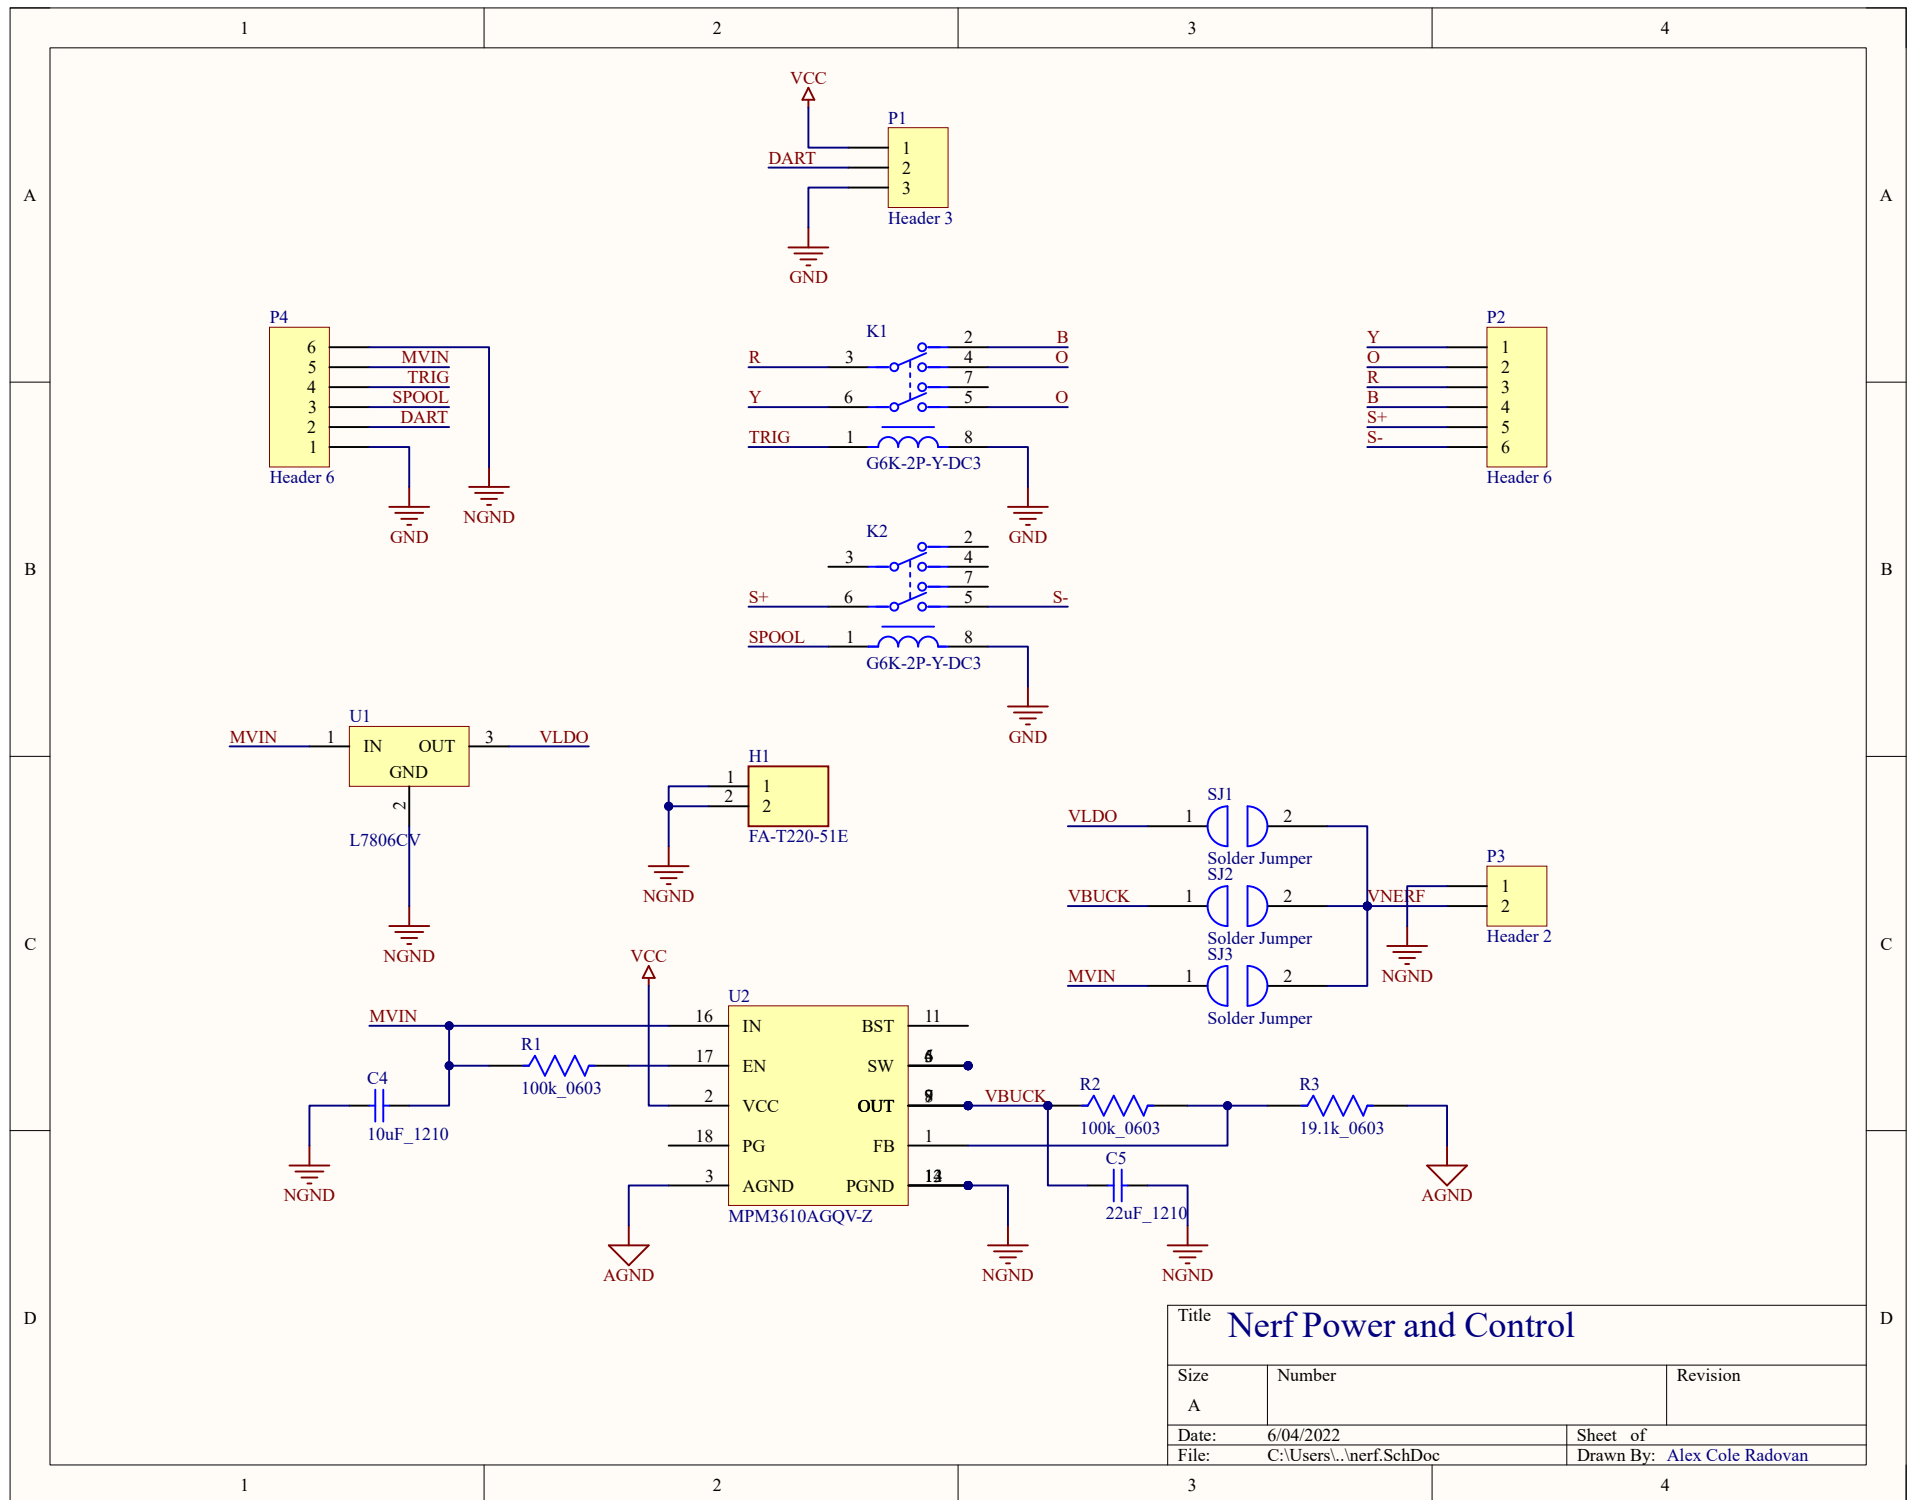 1 2 3 4
A A
B B
C C
D D
1 2 3 4
VCC
P1
DART
1
2
3
Header 3
GND
P4
6
5 MVIN
4 TRIG
3 SPOOL
2 DART
1
Header 6
NGND
GND
K1
R 3 2 B
4 O
7
Y 6 5 O
TRIG 1 8
G6K-2P-Y-DC3
GND
P2
Y 1
O 2
R 3
B 4
S+ 5
S- 6
Header 6
K2
3 2
4
7
S+ 6 5 S-
SPOOL 1 8
G6K-2P-Y-DC3
GND
U1
MVIN 1 IN OUT 3 VLDO
GND
2
L7806CV
NGND
H1
1 1
2 2
FA-T220-51E
NGND
SJ1
VLDO 1 2
Solder Jumper
SJ2
VBUCK 1 2
Solder Jumper
SJ3
MVIN 1 2
Solder Jumper
VNERF
P3
1
2
Header 2
NGND
VCC
U2
MVIN 16 IN BST 11
R1
17 EN SW
100k_0603
C4
10uF_1210
NGND
2 VCC OUT VBUCK
18 PG FB 1
3 AGND PGND
MPM3610AGQV-Z
AGND
R2
100k_0603
R3
19.1k_0603
C5
22uF_1210
AGND
NGND
NGND
Title Nerf Power and Control
Size Number Revision
A
Date: 6/04/2022 Sheet of
File: C:\Users\..\nerf.SchDoc Drawn By: Alex Cole Radovan